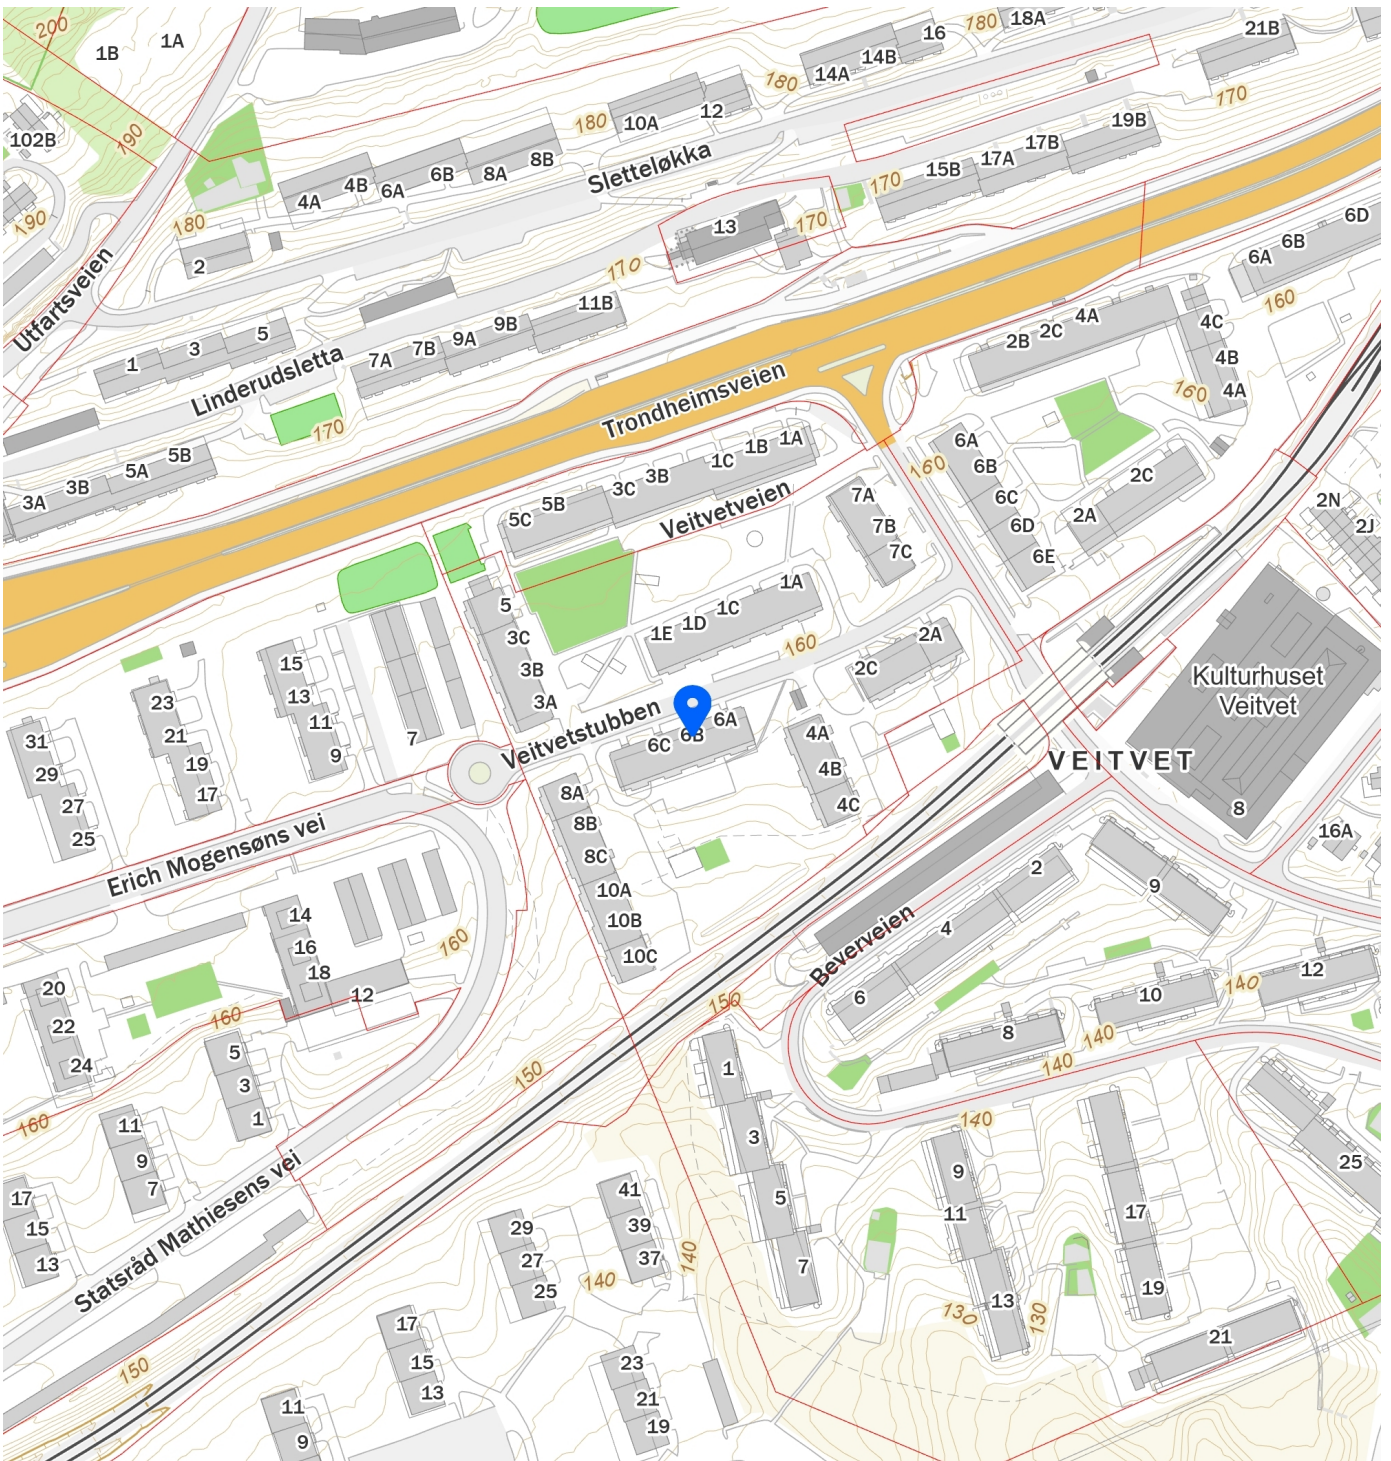 200
1B
1A
102B
190
190
180
2
4A
4B
6A
6B
8A
8B
180
10A
12
180
14A
14B
16
180
18A
21B
170
19B
17B
17A
15B
170
170
13
170
Sletteløkka
Utfartsveien
1
3
5
Linderudsletta
170
7A
7B
9A
9B
11B
Trondheimsveien
3A
3B
5A
5B
6D
6B
6A
160
4A
2C
2B
4C
4B
4A
160
160
6A
6B
6C
6D
6E
2C
2A
2N
2J
1A
1B
1C
3B
3C
5B
5C
Veitvetveien
7A
7B
7C
5
3C
3B
3A
1A
1C
1D
1E
160
2A
2C
Veitvetstubben
6A
6B
6C
4A
4B
4C
Kulturhuset
Veitvet
8
VEITVET
16A
15
13
11
9
7
23
21
19
17
31
29
27
25
Erich Mogensøns vei
8A
8B
8C
10A
10B
10C
2
4
6
Beverveien
9
12
10
8
140
140
140
140
14
16
18
12
160
160
20
22
24
5
3
1
160
11
9
7
17
15
13
150
150
Statsråd Mathiesens vei
1
3
5
7
9
11
13
17
19
21
25
130
130
41
39
37
140
29
27
25
140
17
15
13
150
11
9
23
21
19